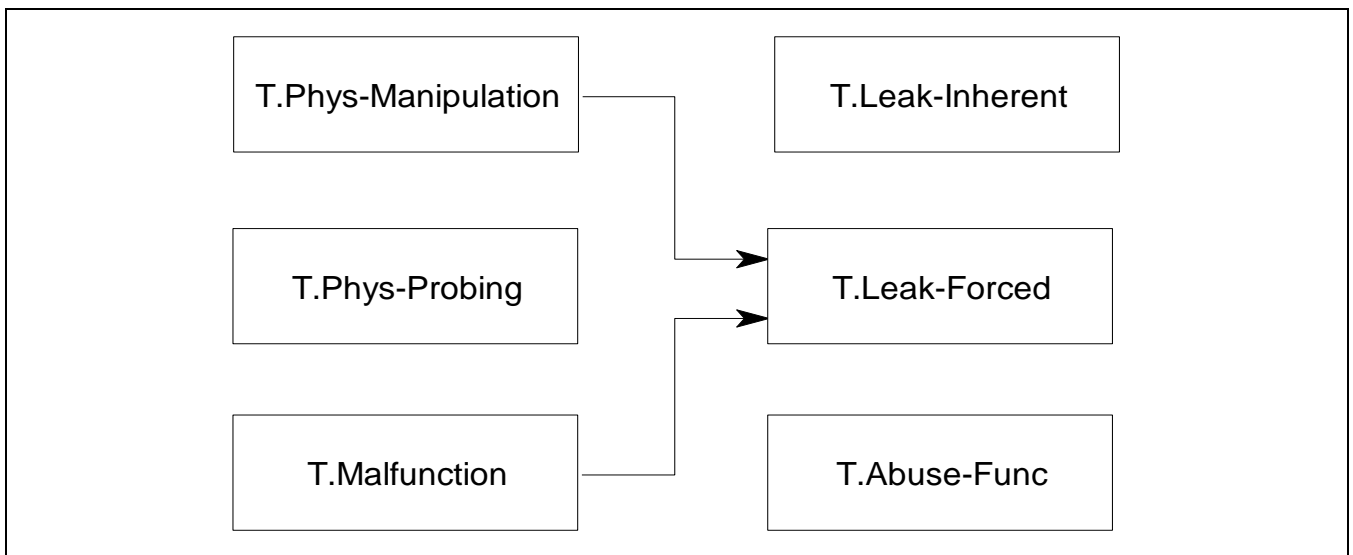 T.Phys-Manipulation
T.Leak-Inherent
T.Phys-Probing
T.Leak-Forced
T.Malfunction
T.Abuse-Func